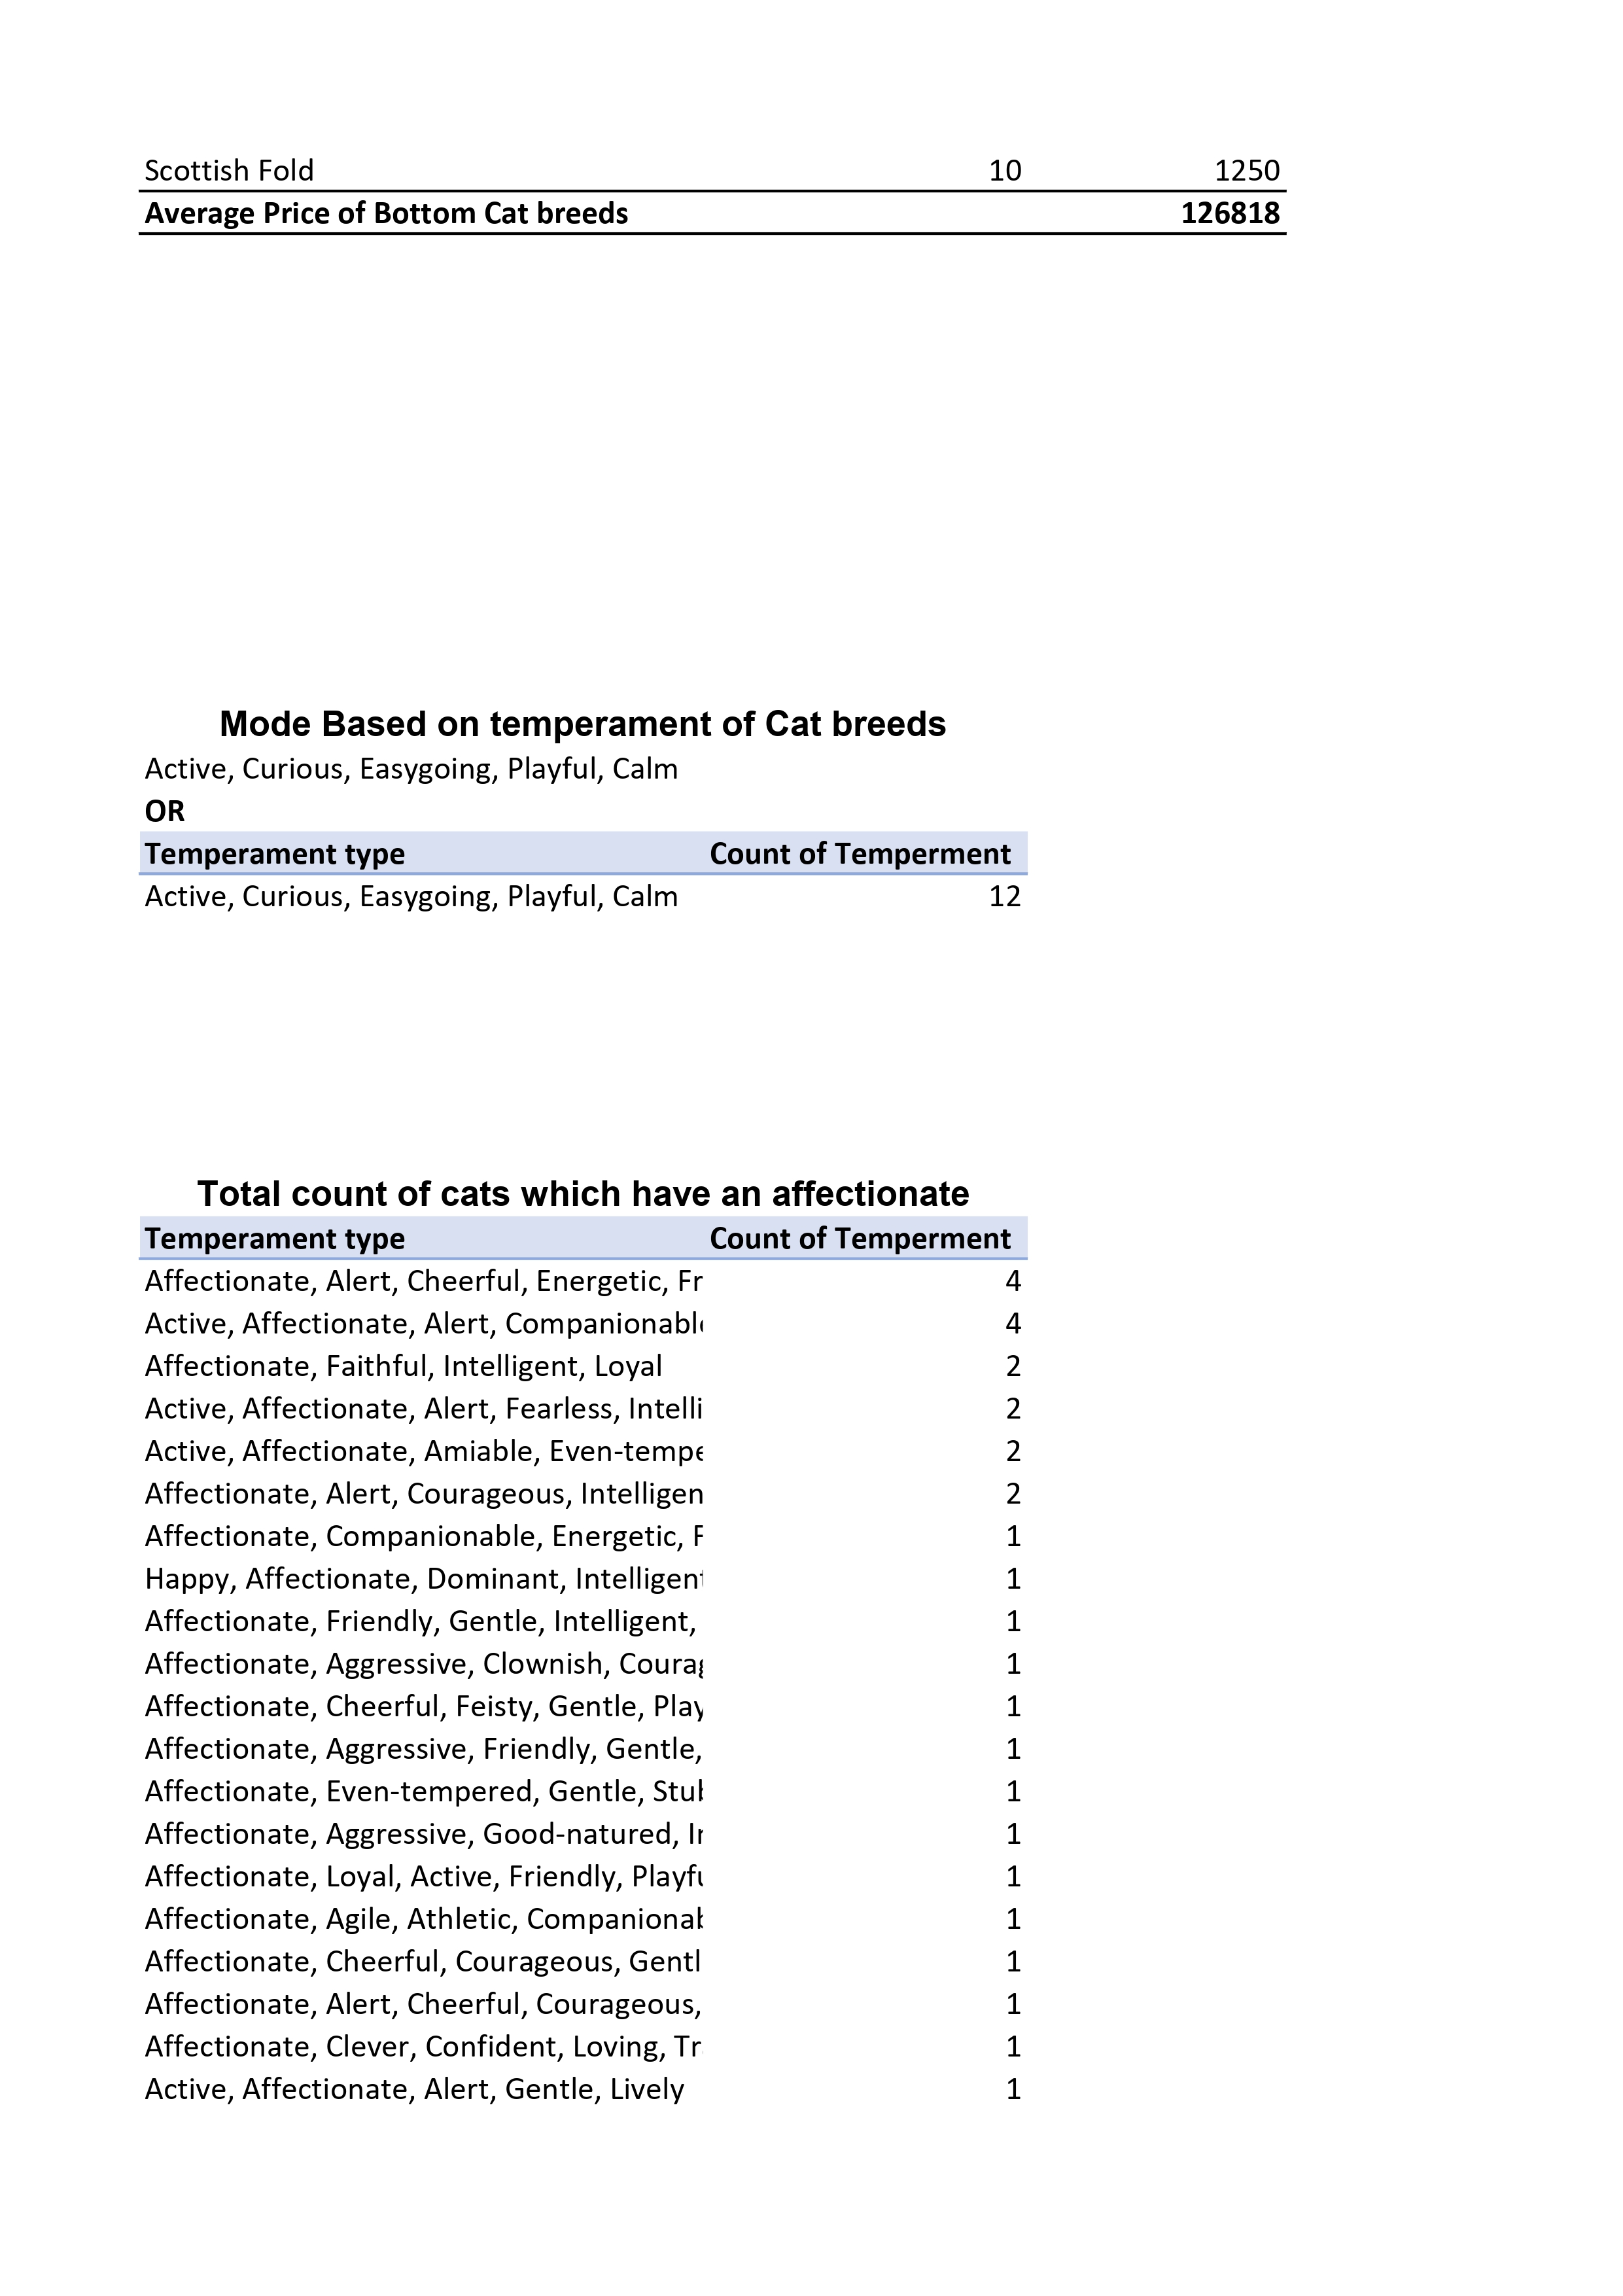 Scottish Fold 10 1250
Average Price of Bottom Cat breeds 126818
Mode Based on temperament of Cat breeds
Active, Curious, Easygoing, Playful, Calm
OR
Temperament type Count of Temperment
Active, Curious, Easygoing, Playful, Calm 12
Total count of cats which have an affectionate
Temperament type Count of Temperment
Affectionate, Alert, Cheerful, Energetic, Fr 4
Active, Affectionate, Alert, Companionable 4
Affectionate, Faithful, Intelligent, Loyal 2
Active, Affectionate, Alert, Fearless, Intelli 2
Active, Affectionate, Amiable, Even-tempe 2
Affectionate, Alert, Courageous, Intelligen 2
Affectionate, Companionable, Energetic, F 1
Happy, Affectionate, Dominant, Intelligent 1
Affectionate, Friendly, Gentle, Intelligent, 1
Affectionate, Aggressive, Clownish, Courag 1
Affectionate, Cheerful, Feisty, Gentle, Play 1
Affectionate, Aggressive, Friendly, Gentle, 1
Affectionate, Even-tempered, Gentle, Stub 1
Affectionate, Aggressive, Good-natured, In 1
Affectionate, Loyal, Active, Friendly, Playfu 1
Affectionate, Agile, Athletic, Companionab 1
Affectionate, Cheerful, Courageous, Gentl 1
Affectionate, Alert, Cheerful, Courageous, 1
Affectionate, Clever, Confident, Loving, Tr 1
Active, Affectionate, Alert, Gentle, Lively 1